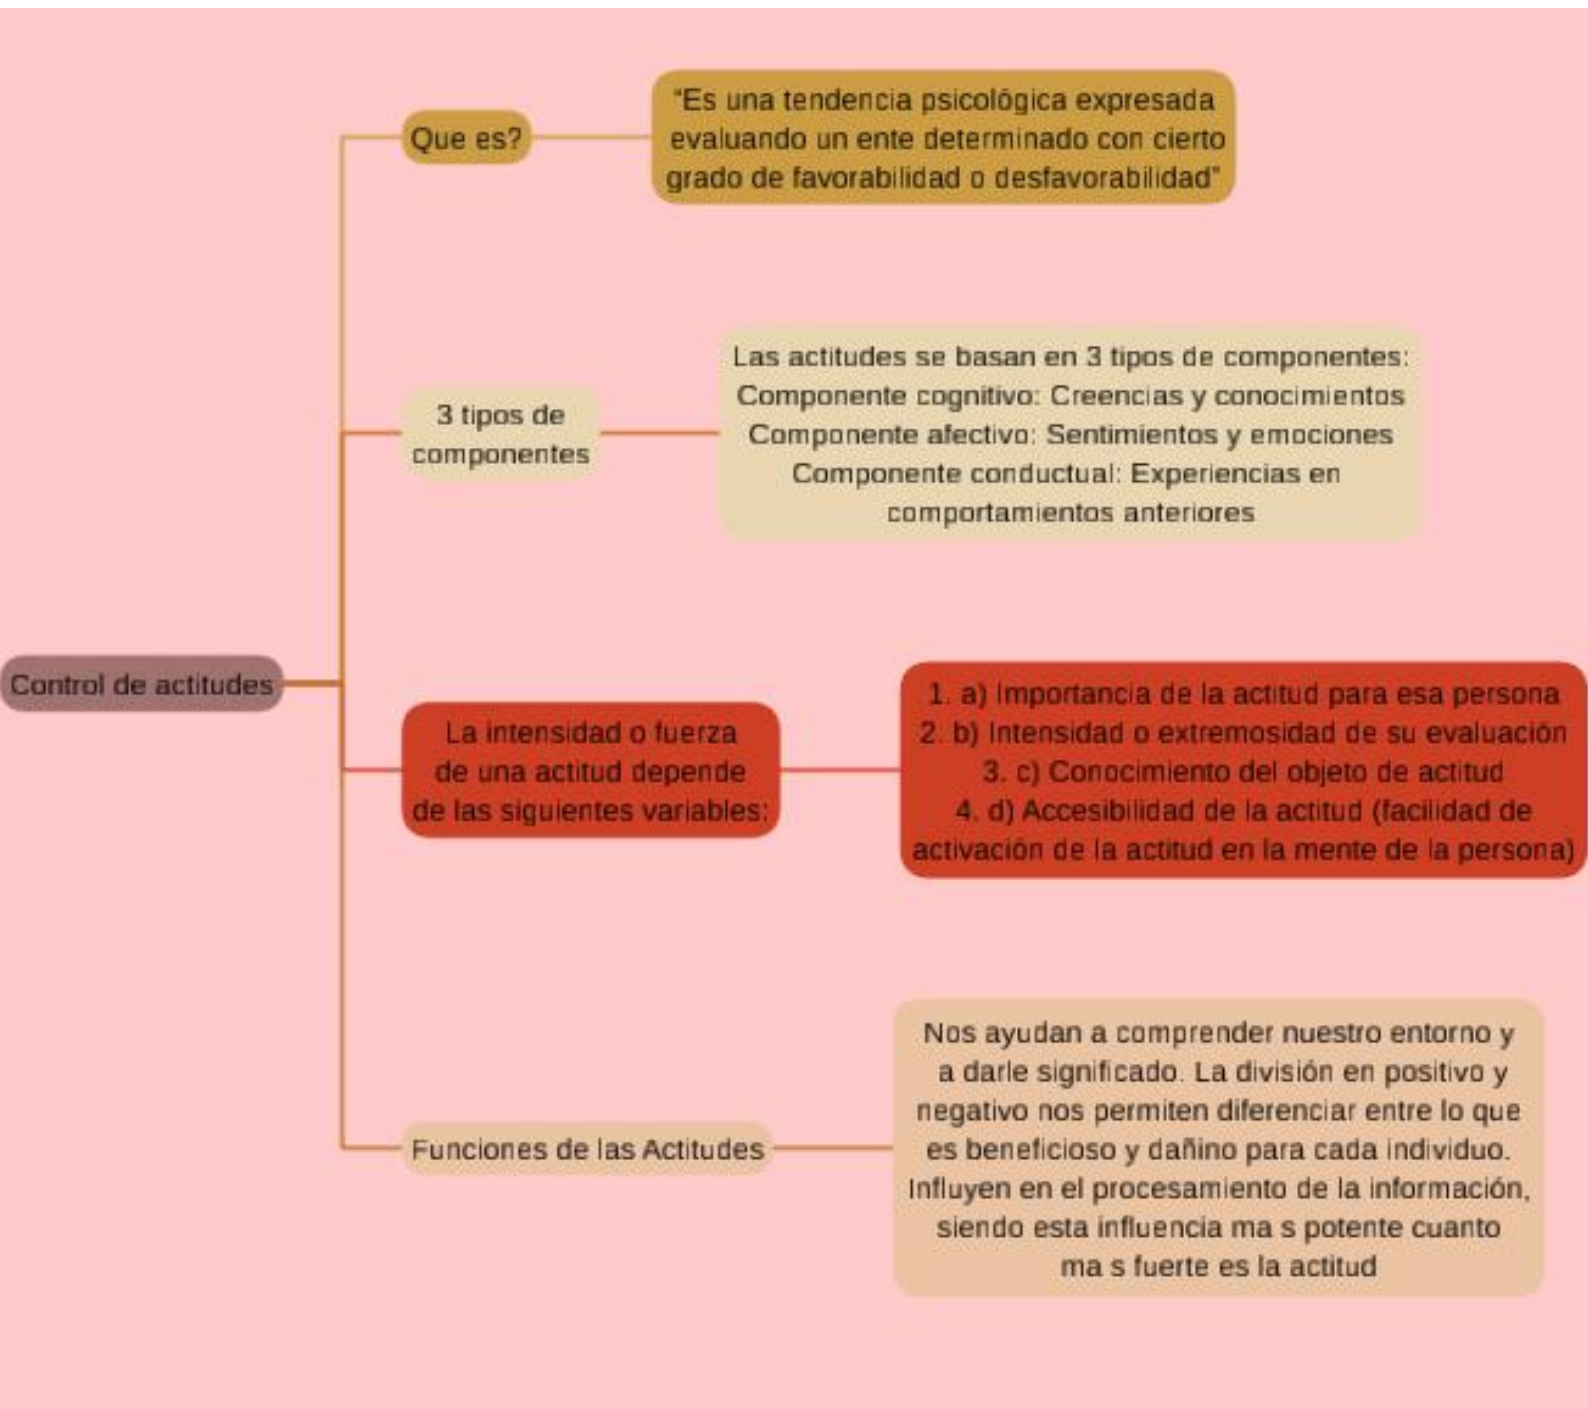 Que es?
“Es una tendencia psicológica expresada
evaluando un ente determinado con cierto
grado de favorabilidad o desfavorabilidad”
3 tipos de
componentes
Las actitudes se basan en 3 tipos de componentes:
Componente cognitivo: Creencias y conocimientos
Componente afectivo: Sentimientos y emociones
Componente conductual: Experiencias en
comportamientos anteriores
Control de actitudes
La intensidad o fuerza
de una actitud depende
de las siguientes variables:
1. a) Importancia de la actitud para esa persona
2. b) Intensidad o extremosidad de su evaluación
3. c) Conocimiento del objeto de actitud
4. d) Accesibilidad de la actitud (facilidad de
activación de la actitud en la mente de la persona)
Funciones de las Actitudes
Nos ayudan a comprender nuestro entorno y
a darle significado. La división en positivo y
negativo nos permiten diferenciar entre lo que
es beneficioso y dañino para cada individuo.
Influyen en el procesamiento de la información,
siendo esta influencia ma s potente cuanto
ma s fuerte es la actitud